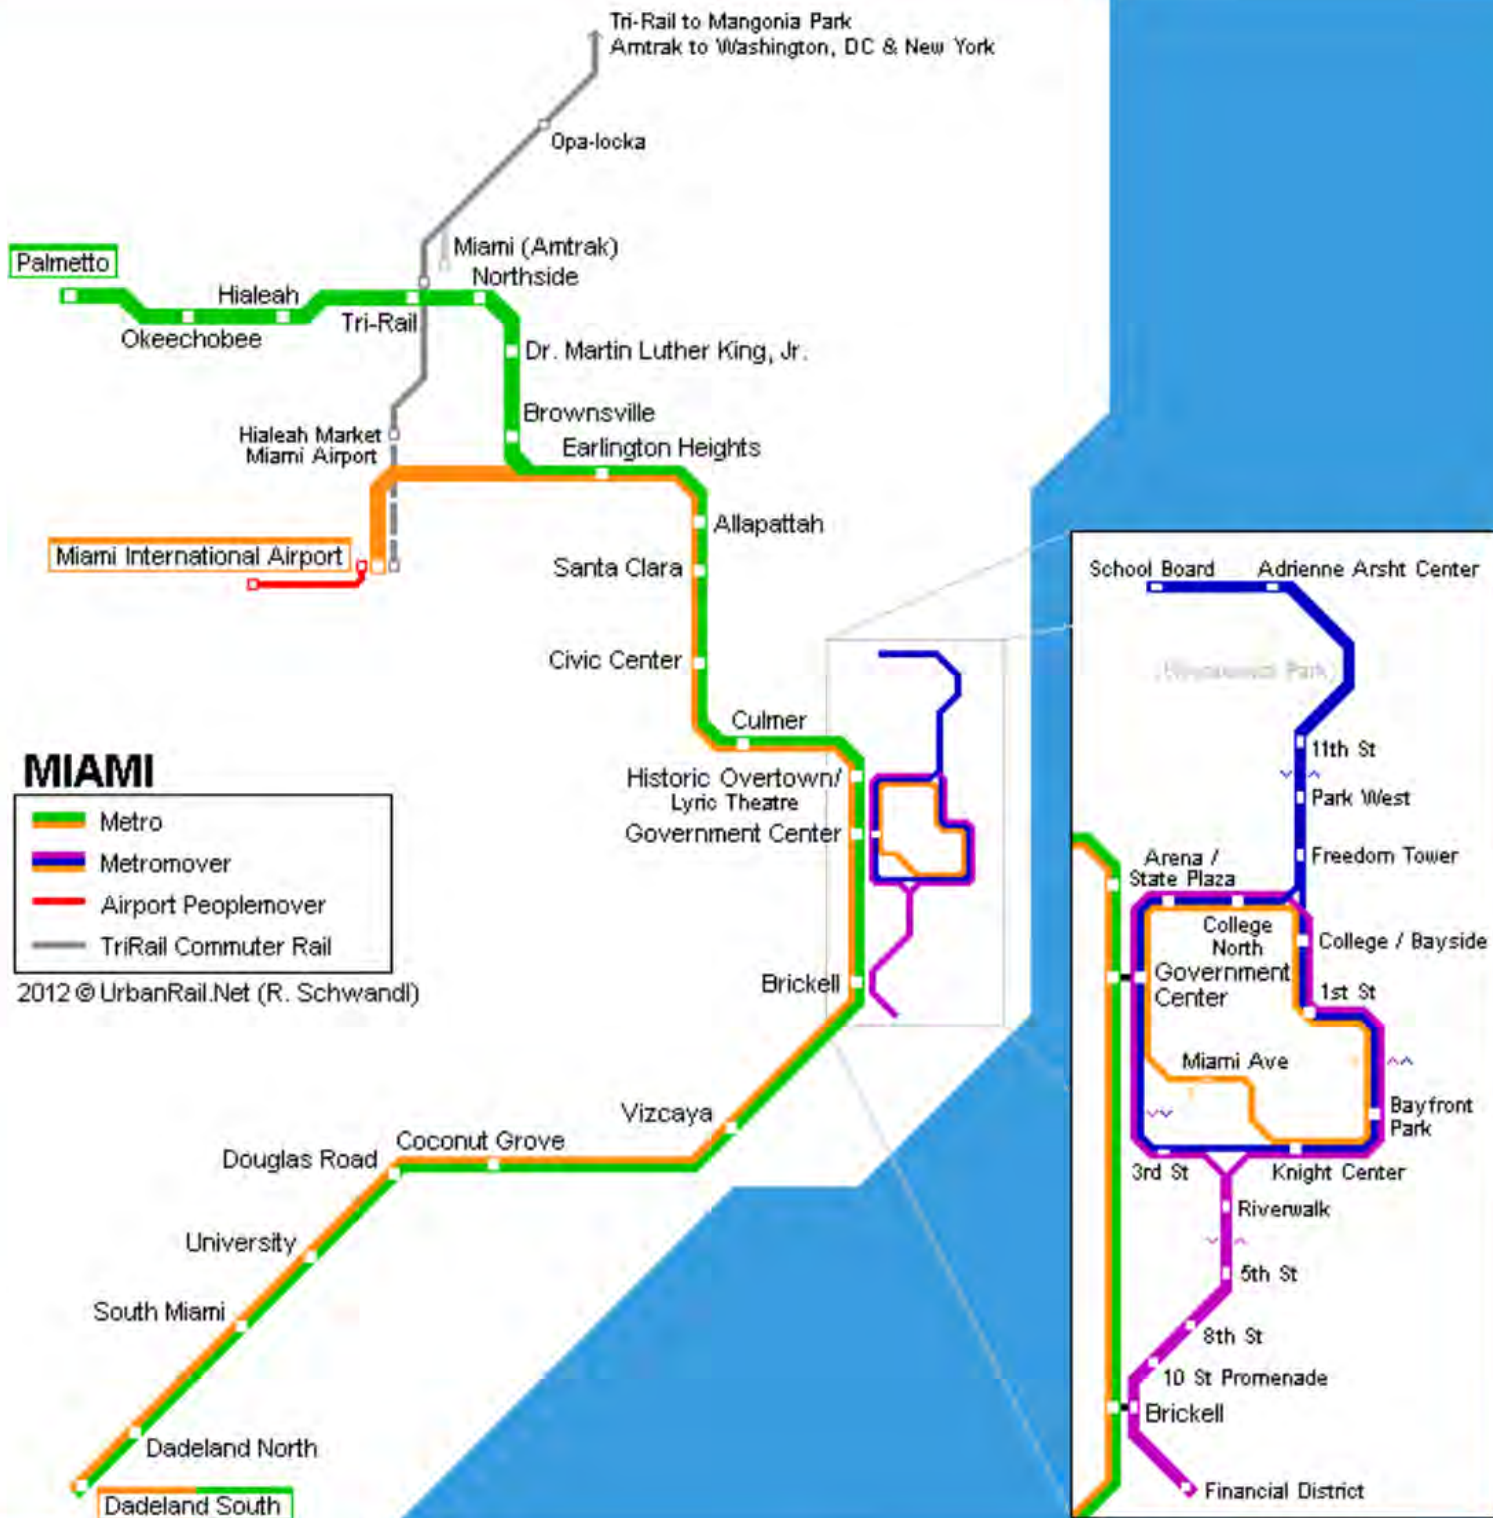 Tri-Rail to Mangonia Park
Amtrak to Washington, DC & New York
Opa-locka
Miami (Amtrak)
Northside
Palmetto
Hialeah
Okeechobee
Tri-Rail
Dr. Martin Luther King, Jr.
Brownsville
Hialeah Market
Miami Airport
Earlington Heights
Miami International Airport
Allapattah
Santa Clara
Civic Center
Culmer
Historic Overtown/
Lyric Theatre
Government Center
Brickell
Vizcaya
Coconut Grove
Douglas Road
University
South Miami
Dadeland North
Dadeland South
MIAMI
Metro
Metromover
Airport Peoplemover
TriRail Commuter Rail
2012 © UrbanRail.Net (R. Schwandl)
School Board
Adrienne Arsht Center
Park)
11th St
Park West
Freedom Tower
Arena /
State Plaza
College
North
College / Bayside
Government
Center
1st St
Miami Ave
Bayfront
Park
3rd St
Knight Center
Riverwalk
5th St
8th St
10 St Promenade
Brickell
Financial District